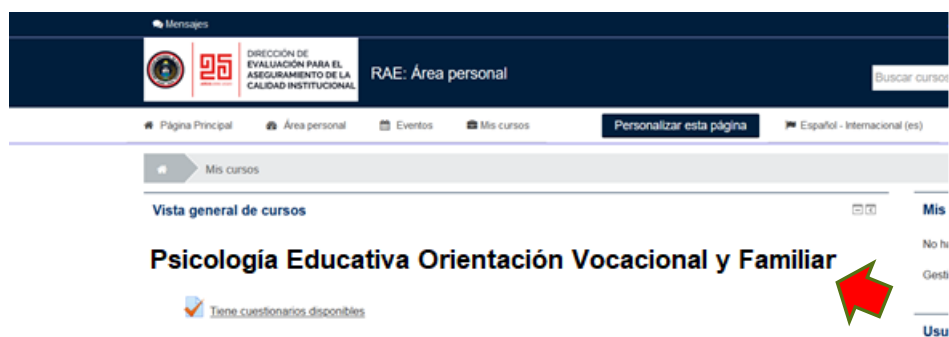 Mensajes
25
DIRECCIÓN DE
EVALUACIÓN PARA EL
ASEGURAMIENTO DE LA
CALIDAD INSTITUCIONAL
RAE: Área personal
Buscar cursos
Página Principal
Área personal
Eventos
Mis cursos
Personalizar esta página
Español - Internacional (es)
Mis cursos
Vista general de cursos
Mis
No ha
Gesti
Psicología Educativa Orientación Vocacional y Familiar
Tiene cuestionarios disponibles
Usu